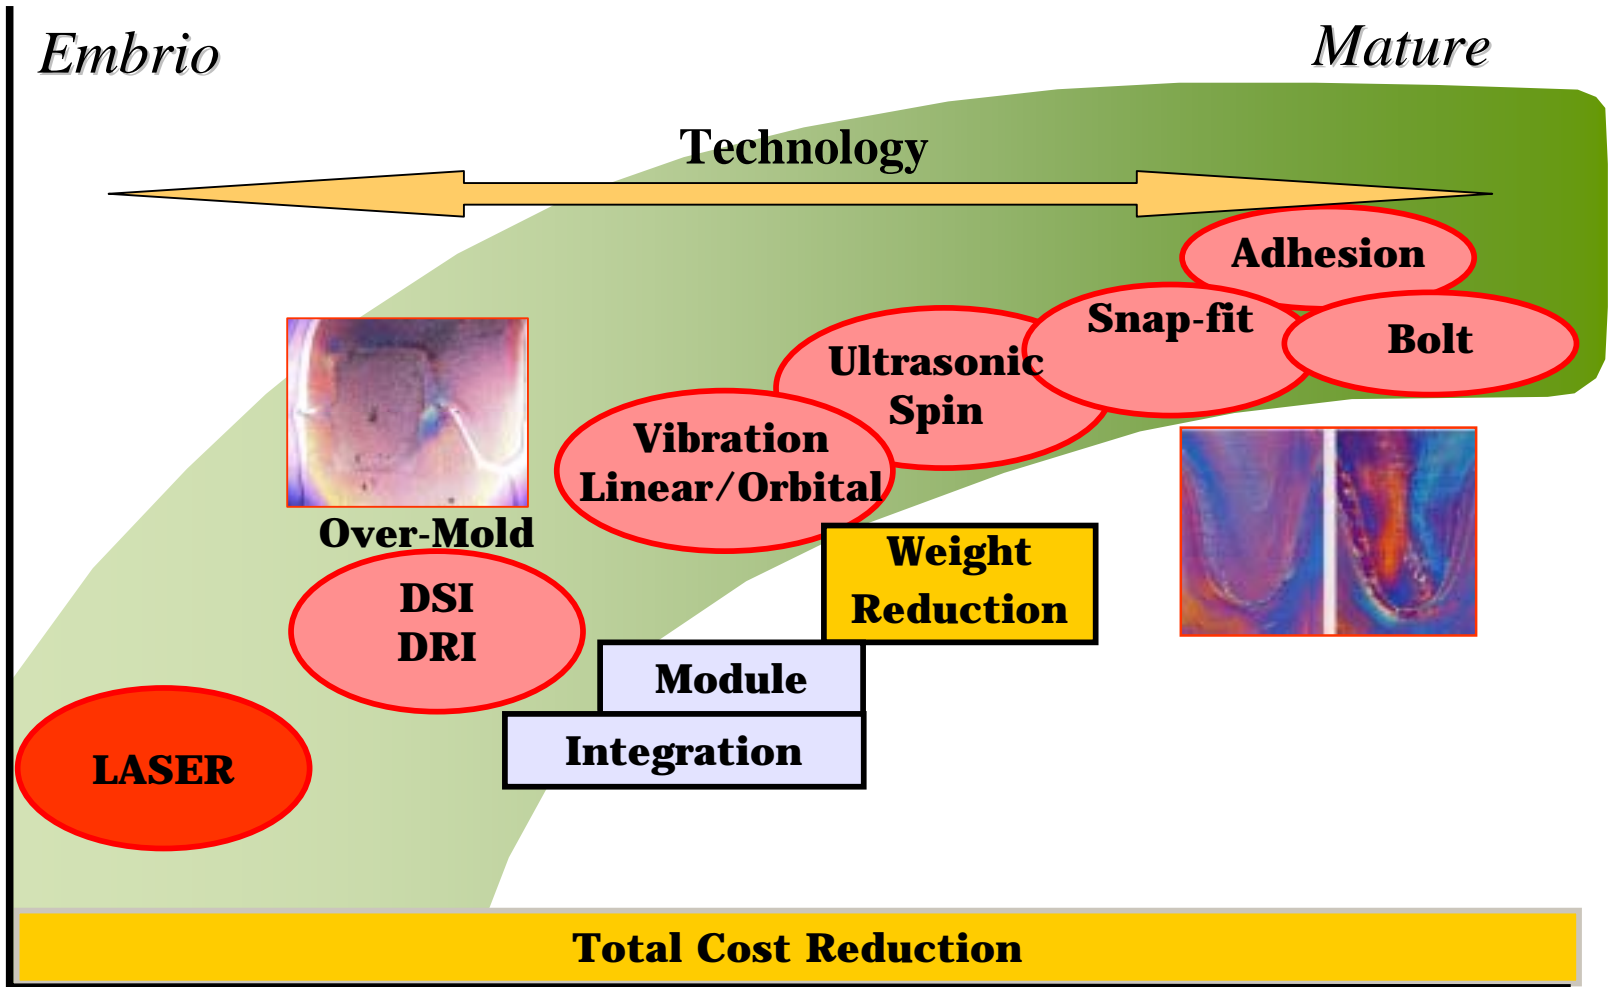 Embrio
Mature
Technology
Adhesion
Snap-fit
Bolt
Ultrasonic
Spin
Vibration
Linear/Orbital
Over-Mold
DSI
DRI
Weight
Reduction
Module
Integration
LASER
Total Cost Reduction